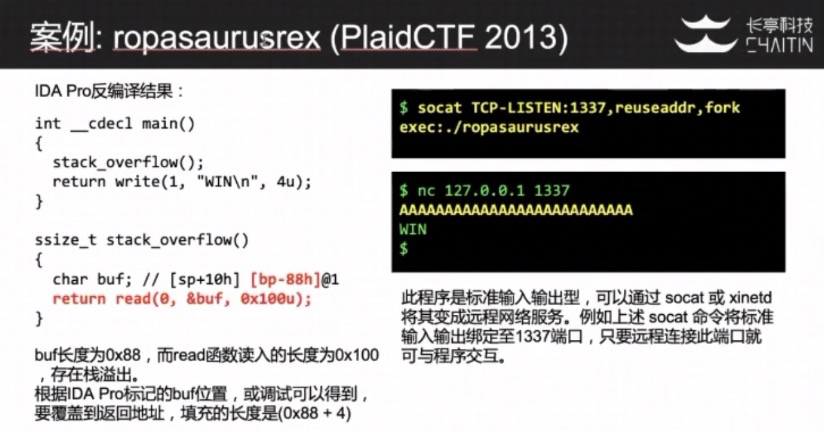 案例: ropasaurusrex (PlaidCTF 2013)
长亭科技
CHAITIN
IDA Pro反编译结果：
int __cdecl main()
{
stack_overflow();
return write(1, "WIN\n", 4u);
}
ssize_t stack_overflow()
{
char buf; // [sp+10h] [bp-88h]@1
return read(0, &buf, 0x100u);
}
buf长度为0x88，而read函数读入的长度为0x100
，存在栈溢出。
根据IDA Pro标记的buf位置，或调试可以得到，
要覆盖到返回地址，填充的长度是(0x88 + 4)
$ socat TCP-LISTEN:1337,reuseaddr,fork
exec:./ropasaurusrex
$ nc 127.0.0.1 1337
AAAAAAAAAAAAAAAAAAAAAAAAAA
WIN
$
此程序是标准输入输出型，可以通过 socat 或 xinetd
将其变成远程网络服务。例如上述 socat 命令将标准
输入输出绑定至1337端口，只要远程连接此端口就
可与程序交互。